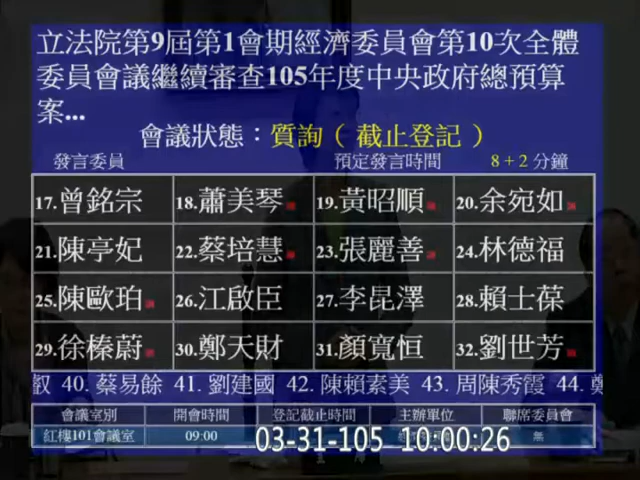 立法院第9屆第1會期經濟委員會第10次全體
委員會議繼續審查105年度中央政府總預算
案...
會議狀態：質詢（截止登記）
發言委員 預定發言時間 8+2分鐘
17.曾銘宗 18.蕭美琴 19.黃昭順 20.余宛如
21.陳亭妃 22.蔡培慧 23.張麗善 24.林德福
25.陳歐珀 26.江啟臣 27.李昆澤 28.賴士葆
29.徐榛蔚 30.鄭天財 31.顏寬恒 32.劉世芳
40. 蔡易餘 41. 劉建國 42. 陳賴素美 43. 周陳秀霞 44.
會議室別 開會時間 登記截止時間 主辦單位 聯席委員會
紅樓101會議室 09:00 無
03-31-105 10:00:26